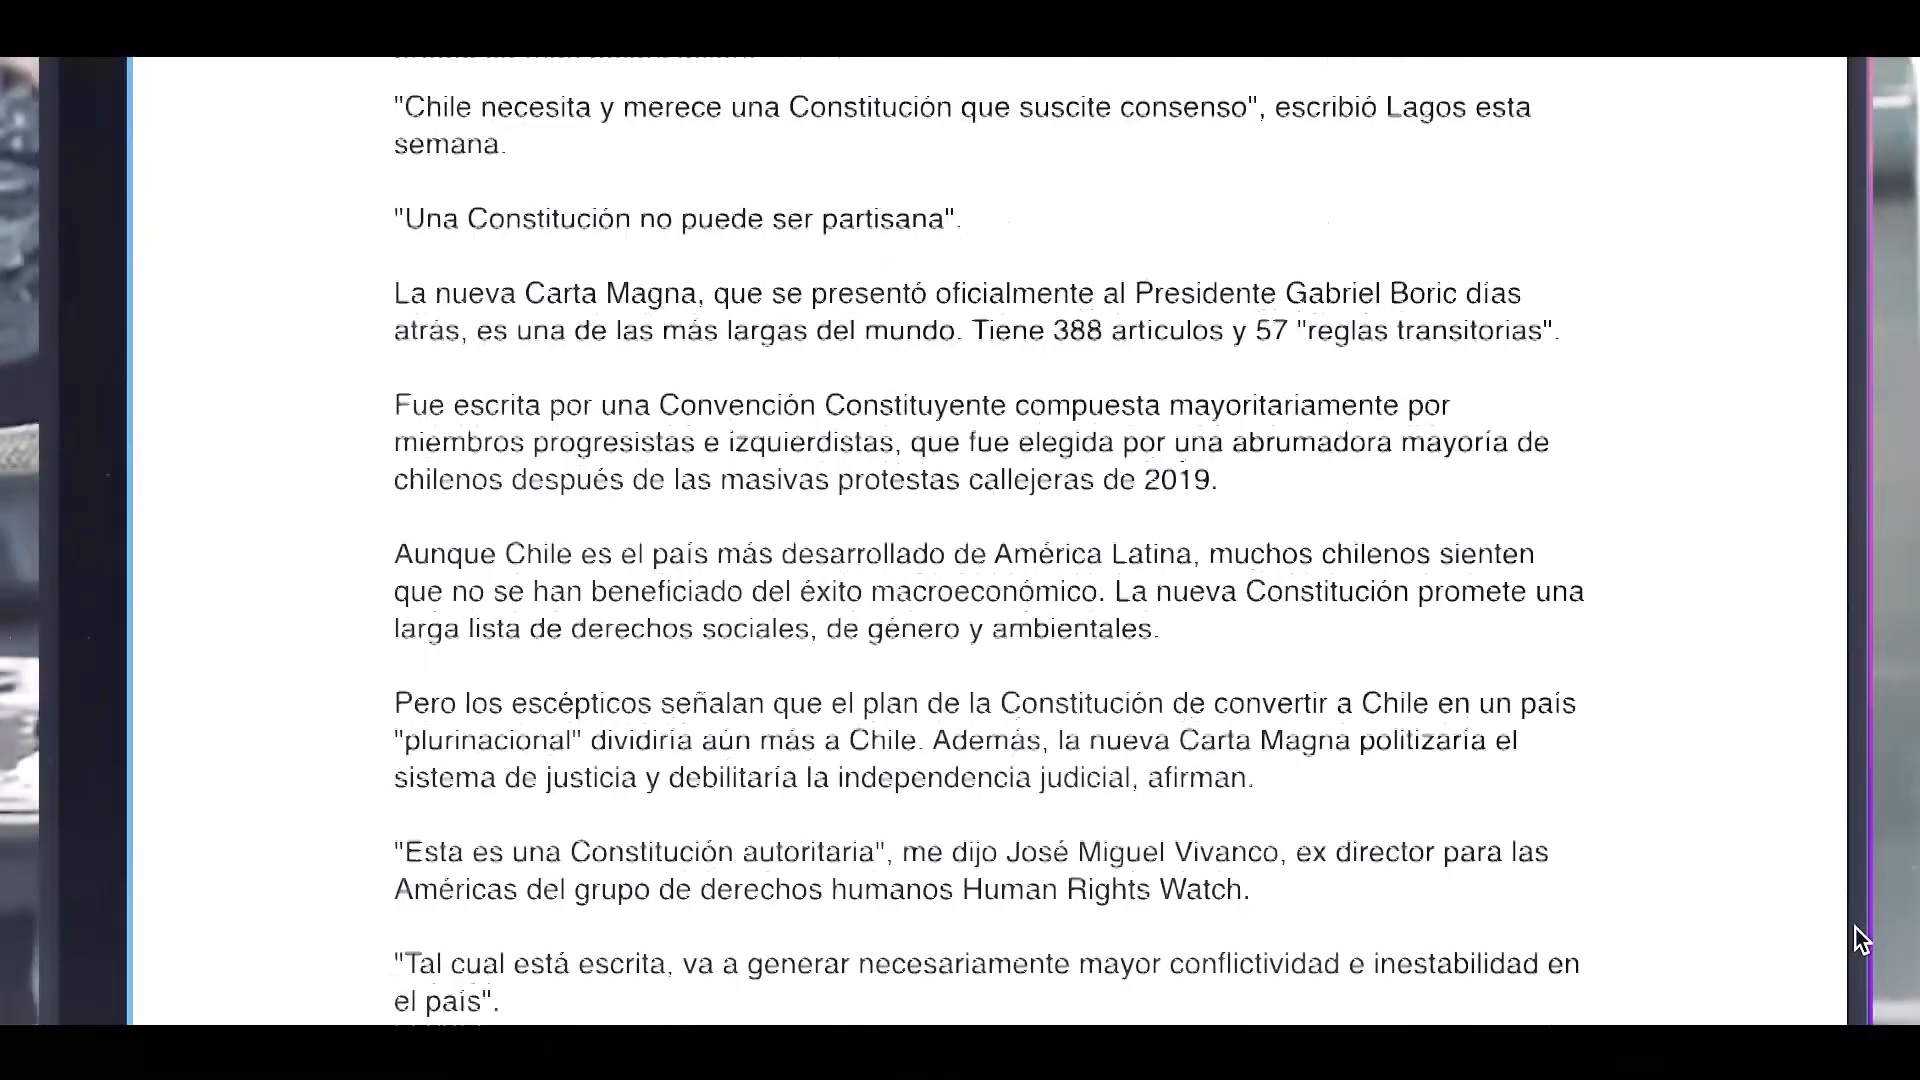 "Chile necesita y merece una Constitución que suscite consenso", escribió Lagos esta
semana.
"Una Constitución no puede ser partisana".
La nueva Carta Magna, que se presentó oficialmente al Presidente Gabriel Boric días
atrás, es una de las más largas del mundo. Tiene 388 artículos y 57 "reglas transitorias".
Fue escrita por una Convención Constituyente compuesta mayoritariamente por
miembros progresistas e izquierdistas, que fue elegida por una abrumadora mayoría de
chilenos después de las masivas protestas callejeras de 2019.
Aunque Chile es el país más desarrollado de América Latina, muchos chilenos sienten
que no se han beneficiado del éxito macroeconómico. La nueva Constitución promete una
larga lista de derechos sociales, de género y ambientales.
Pero los escépticos señalan que el plan de la Constitución de convertir a Chile en un país
"plurinacional" dividiría aún más a Chile. Además, la nueva Carta Magna politizaría el
sistema de justicia y debilitaría la independencia judicial, afirman.
"Esta es una Constitución autoritaria", me dijo José Miguel Vivanco, ex director para las
Américas del grupo de derechos humanos Human Rights Watch.
"Tal cual está escrita, va a generar necesariamente mayor conflictividad e inestabilidad en
el país".